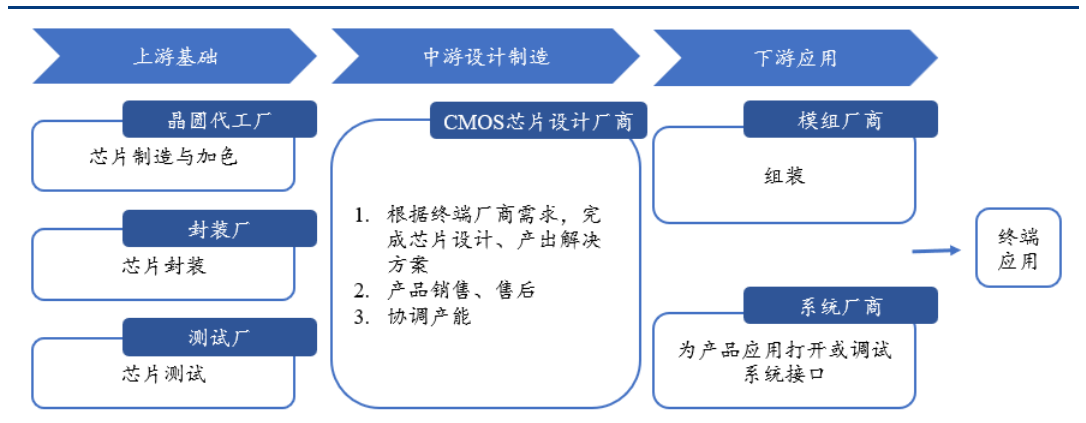 上游基础
中游设计制造
下游应用
晶圆代工厂
芯片制造与加色
封装厂
芯片封装
测试厂
芯片测试
CMOS芯片设计厂商
1. 根据终端厂商需求，完
成芯片设计、产出解决
方案
2. 产品销售、售后
3. 协调产能
模组厂商
组装
系统厂商
为产品应用打开或调试
系统接口
终端
应用